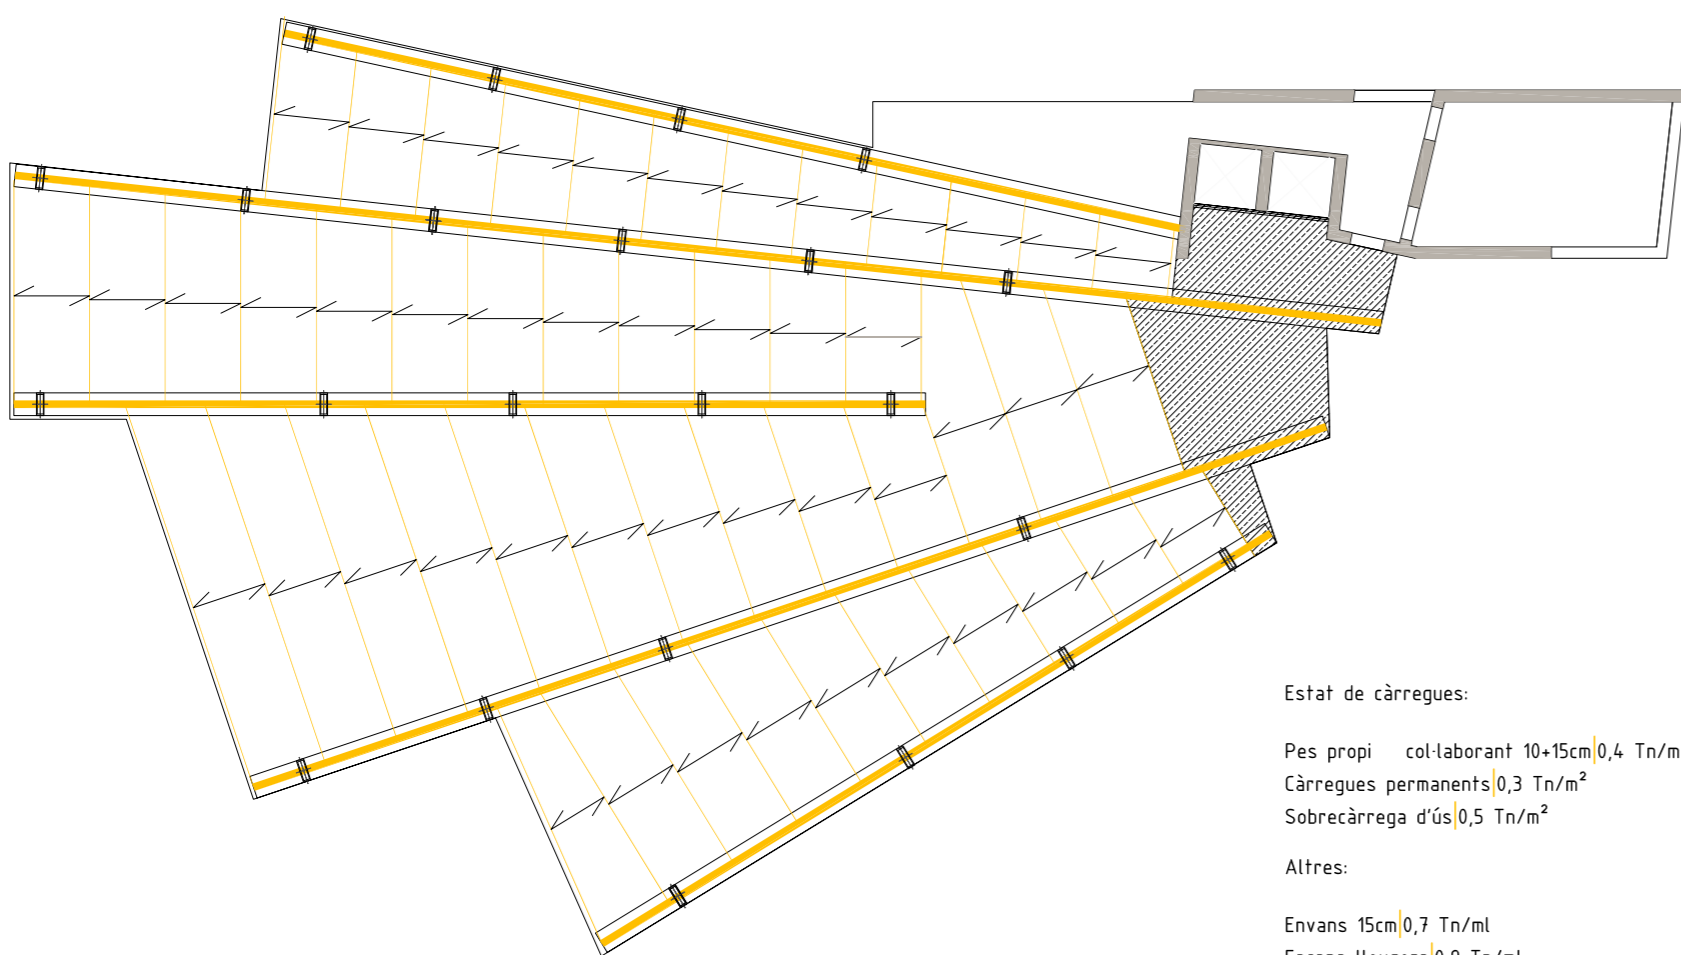 Estat de càrregues:
Pes propi col·laborant 10+15cm 0,4 Tn/m
Càrregues permanents 0,3 Tn/m²
Sobrecàrrega d'ús 0,5 Tn/m²
Altres:
Envans 15cm 0,7 Tn/ml